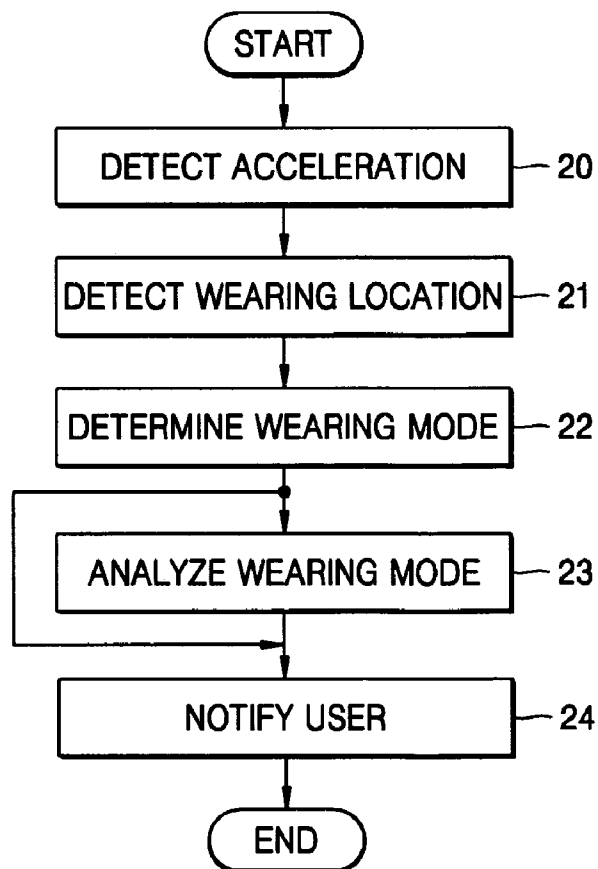 START
DETECT ACCELERATION 20
DETECT WEARING LOCATION 21
DETERMINE WEARING MODE 22
ANALYZE WEARING MODE 23
NOTIFY USER 24
END